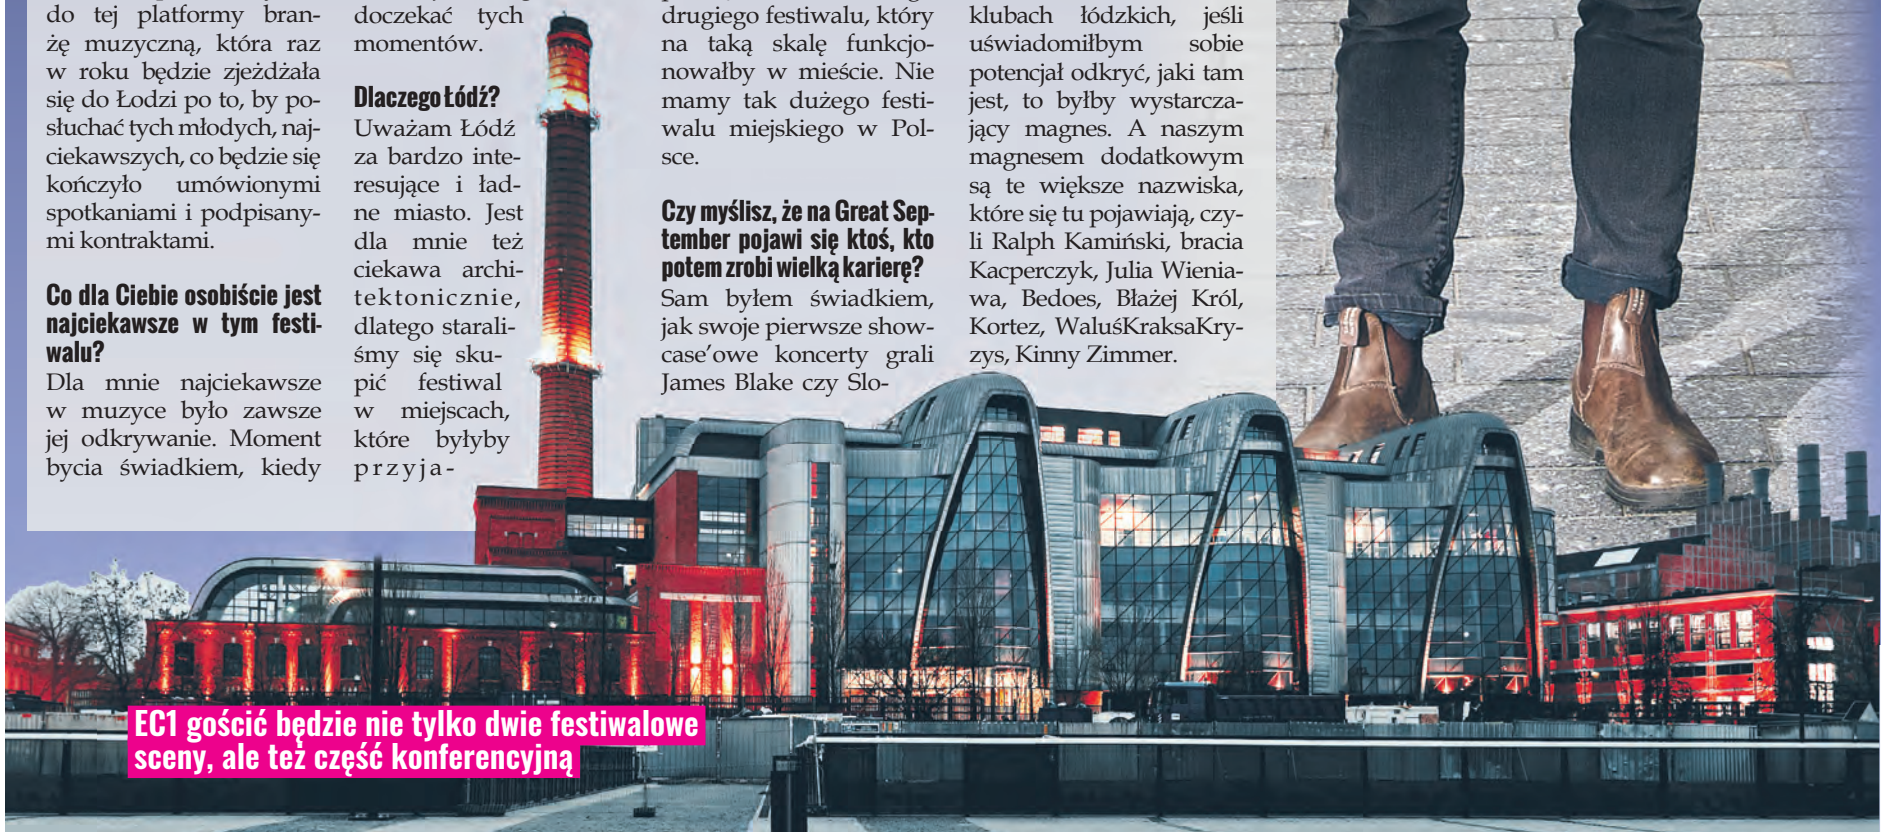 do tej platformy bran-
żę muzyczną, która raz
w roku będzie zjeżdżała
się do Łodzi po to, by po-
słuchać tych młodych, naj-
ciekawszych, co będzie się
kończyło umówionymi
spotkaniami i podpisany-
mi kontraktami.
Co dla Ciebie osobiście jest
najciekawsze w tym festi-
walu?
Dla mnie najciekawsze
w muzyce było zawsze
jej odkrywanie. Moment
bycia świadkiem, kiedy
doczekać tych
momentów.
Dlaczego Łódź?
Uważam Łódź
za bardzo inte-
resujące i ład-
ne miasto. Jest
dla mnie też
ciekawa archi-
tektonicznie,
dlatego starali-
śmy się sku-
pić festiwal
w miejscach,
które byłyby
przyja-
drugiego festiwalu, który
na taką skalę funkcjo-
nowałby w mieście. Nie
mamy tak dużego festi-
walu miejskiego w Pol-
sce.
Czy myślisz, że na Great Sep-
tember pojawi się ktoś, kto
potem zrobi wielką karierę?
Sam byłem świadkiem,
jak swoje pierwsze show-
case'owe koncerty grali
James Blake czy Slo-
klubach łódzkich, jeśli
uświadomiłbym sobie
potencjał odkryć, jaki tam
jest, to byłby wystarcza-
jący magnes. A naszym
magnesem dodatkowym
są te większe nazwiska,
które się tu pojawiają, czy-
li Ralph Kamiński, bracia
Kacperczyk, Julia Wienia-
wa, Bedoes, Błażej Król,
Kortez, WaluśKraksaKry-
zys, Kinny Zimmer.
EC1 gościć będzie nie tylko dwie festiwalowe
sceny, ale też część konferencyjną